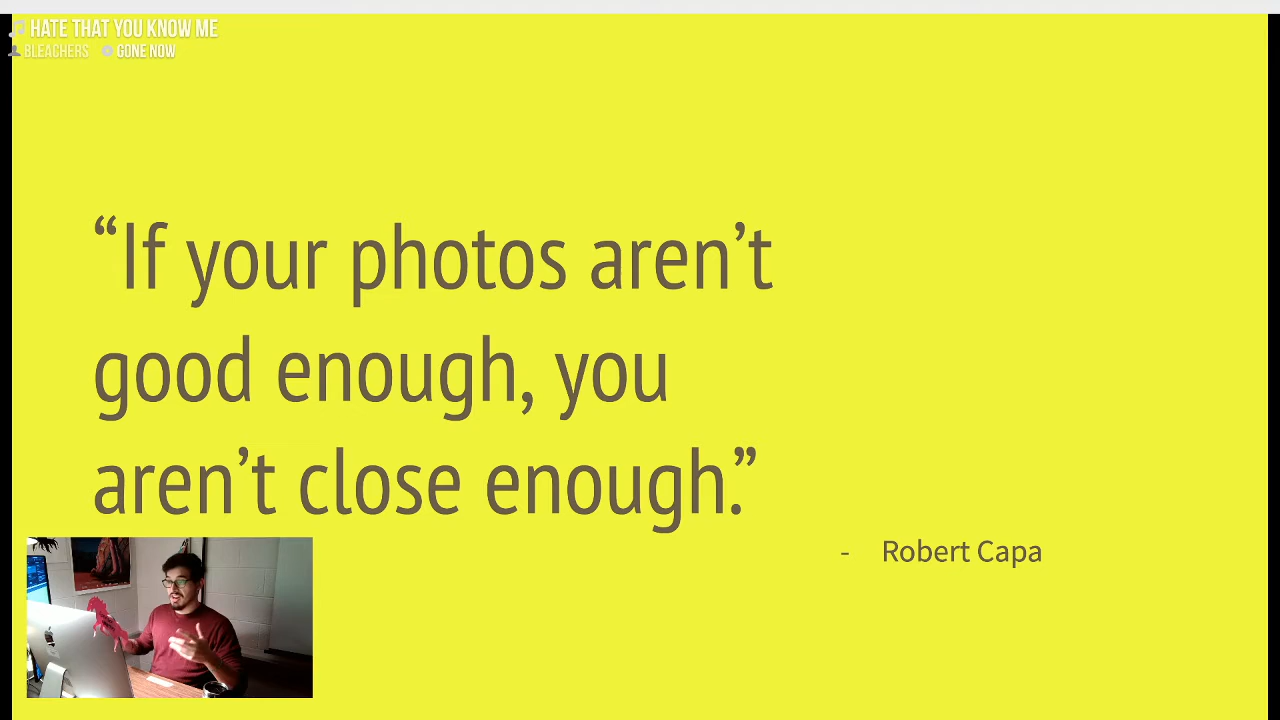 HATE THAT YOU KNOW ME
BLEACHERS GONE NOW
“If your photos aren’t
good enough, you
aren’t close enough.”
- Robert Capa